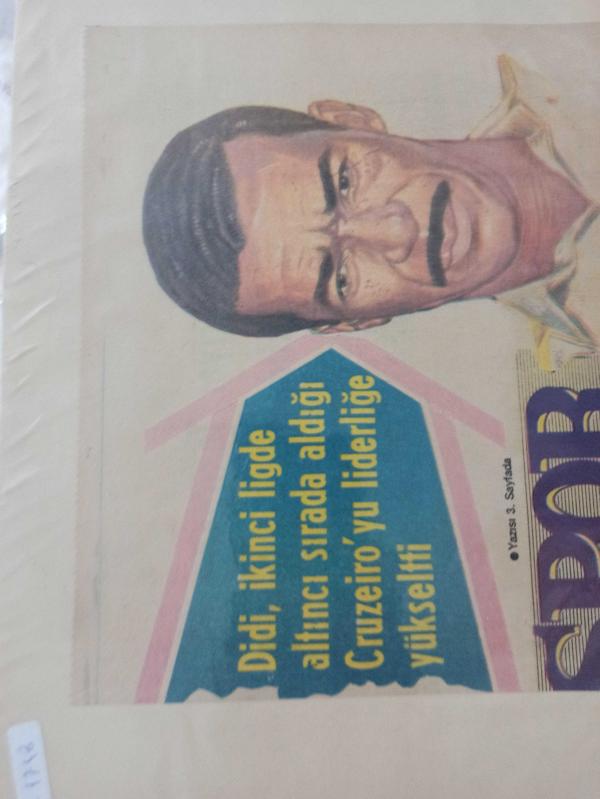 Didi, ikinci ligde
altıncı sırada aldığı
Cruzeiro'yu liderliğe
yükseltti
● Yazısı 3. Sayfada
SPOR